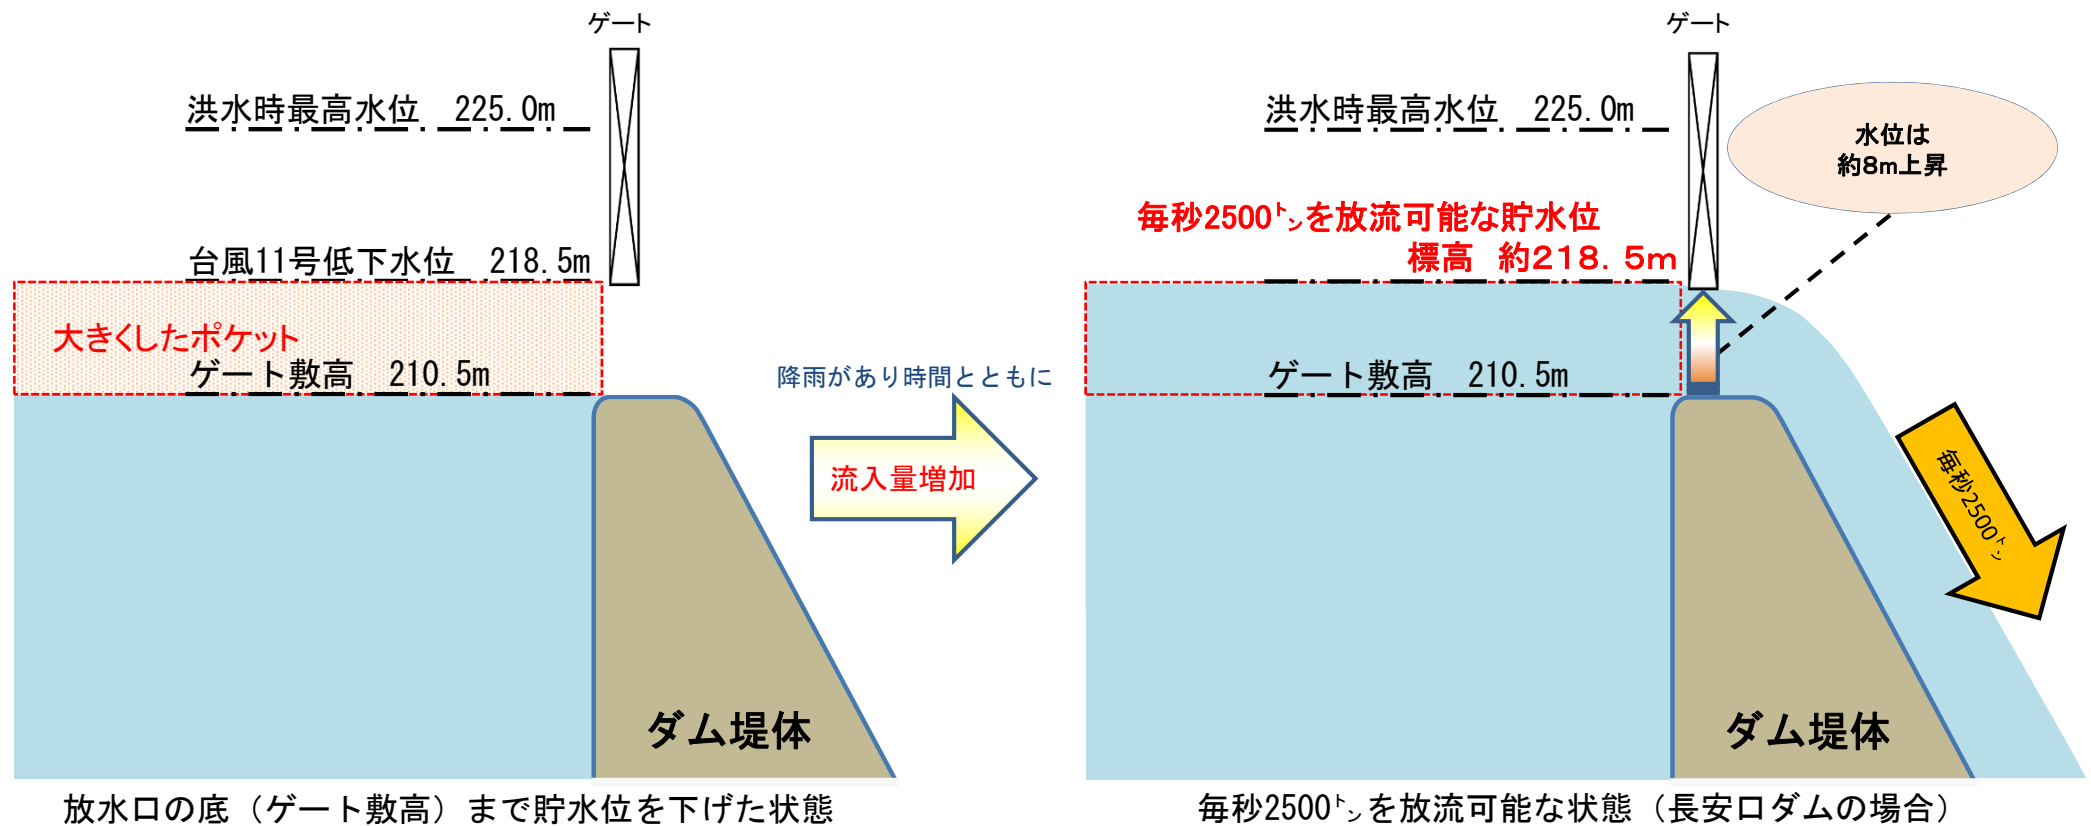 ゲート
洪水時最高水位　225.0m
台風11号低下水位　218.5m
大きくしたポケット
ゲート敷高　210.5m
ダム堤体
放水口の底（ゲート敷高）まで貯水位を下げた状態
降雨があり時間とともに
流入量増加
ゲート
洪水時最高水位　225.0m
水位は
約8m上昇
毎秒2500㌧を放流可能な貯水位
標高　約218.5m
ゲート敷高　210.5m
毎秒2500㌧
ダム堤体
毎秒2500㌧を放流可能な状態（長安口ダムの場合）